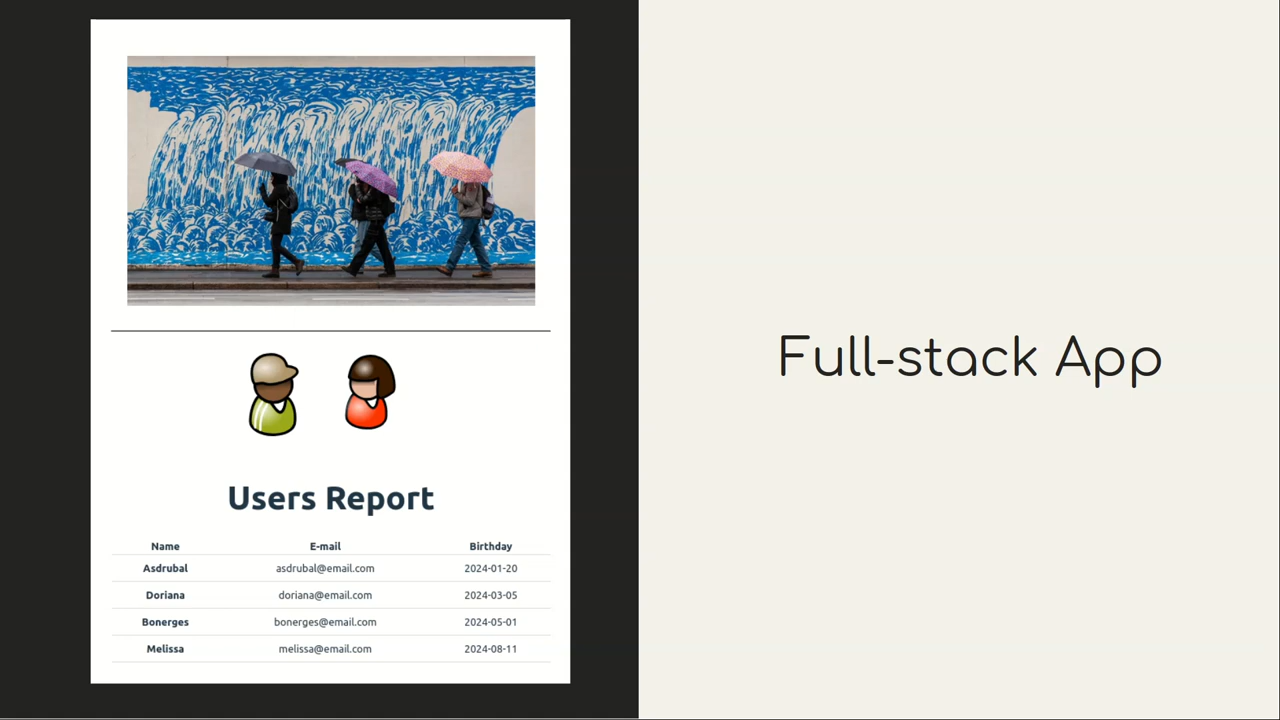 Users Report
Name E-mail Birthday
Asdrubal asdrubal@email.com 2024-01-20
Doriana doriana@email.com 2024-03-05
Bonerges bonerges@email.com 2024-05-01
Melissa melissa@email.com 2024-08-11
Full-stack App